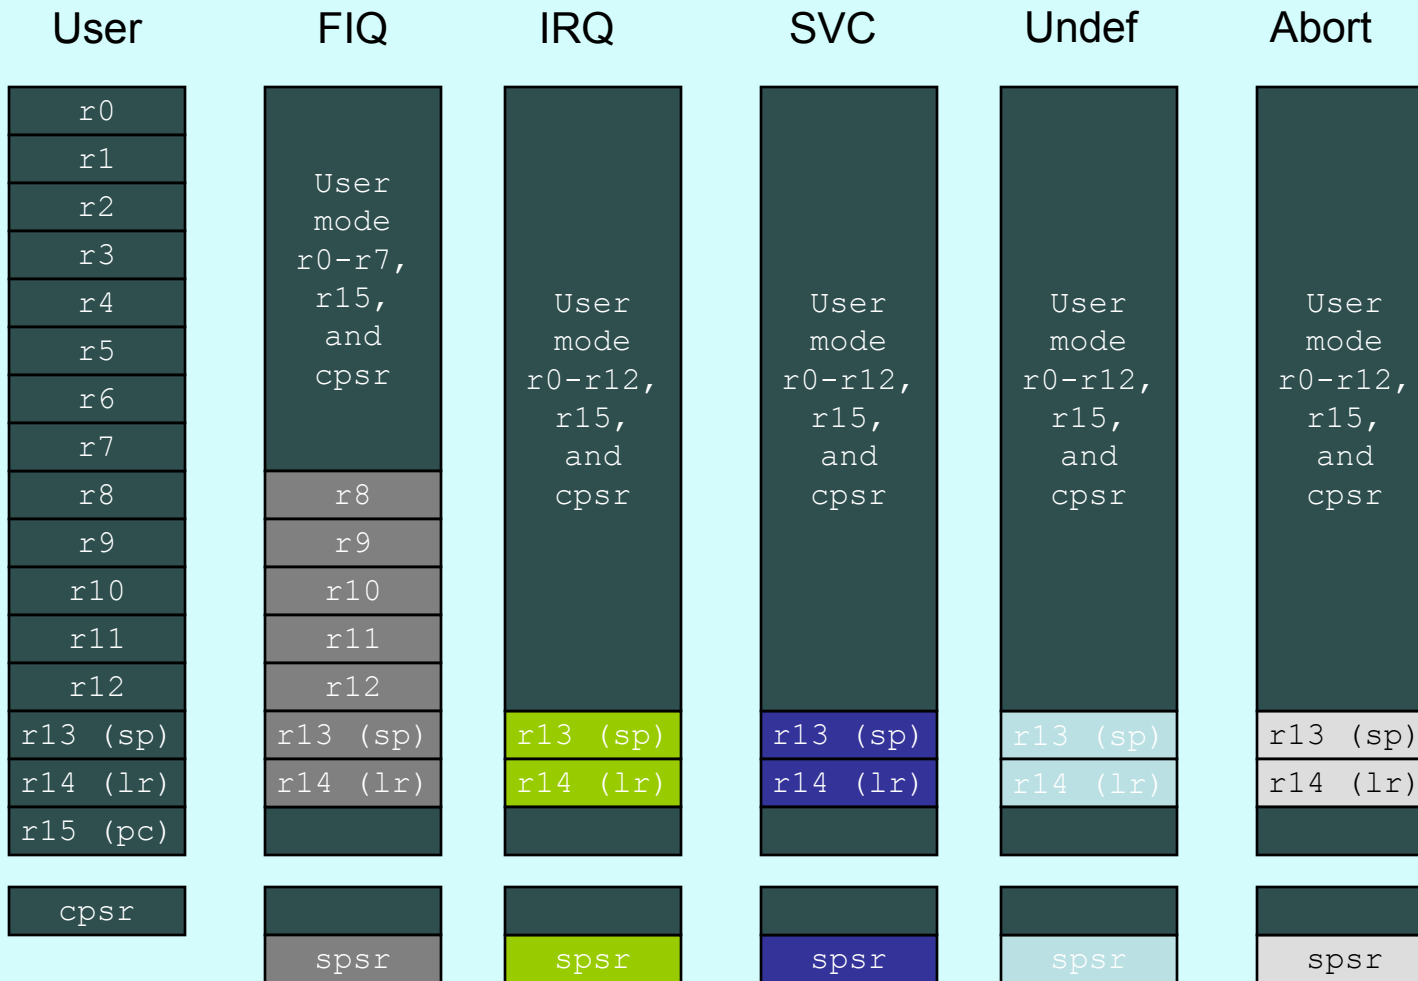 User
FIQ
IRQ
SVC
Undef
Abort
r0
r1
r2
r3
r4
r5
r6
r7
r8
r9
r10
r11
r12
r13 (sp)
r14 (lr)
r15 (pc)
cpsr
User
mode
r0-r7,
r15,
and
cpsr
r8
r9
r10
r11
r12
r13 (sp)
r14 (lr)
spsr
User
mode
r0-r12,
r15,
and
cpsr
r13 (sp)
r14 (lr)
spsr
User
mode
r0-r12,
r15,
and
cpsr
r13 (sp)
r14 (lr)
spsr
User
mode
r0-r12,
r15,
and
cpsr
r13 (sp)
r14 (lr)
spsr
User
mode
r0-r12,
r15,
and
cpsr
r13 (sp)
r14 (lr)
spsr